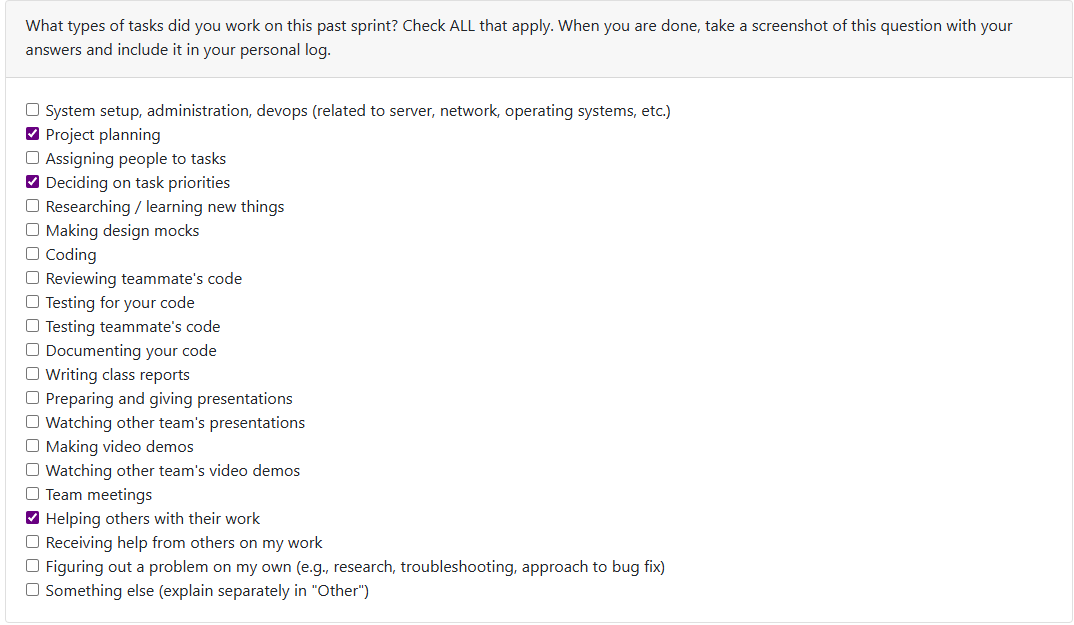 What types of tasks did you work on this past sprint? Check ALL that apply. When you are done, take a screenshot of this question with your
answers and include it in your personal log.
System setup, administration, devops (related to server, network, operating systems, etc.)
Project planning
Assigning people to tasks
Deciding on task priorities
Researching / learning new things
Making design mocks
Coding
Reviewing teammate's code
Testing for your code
Testing teammate's code
Documenting your code
Writing class reports
Preparing and giving presentations
Watching other team's presentations
Making video demos
Watching other team's video demos
Team meetings
Helping others with their work
Receiving help from others on my work
Figuring out a problem on my own (e.g., research, troubleshooting, approach to bug fix)
Something else (explain separately in "Other")